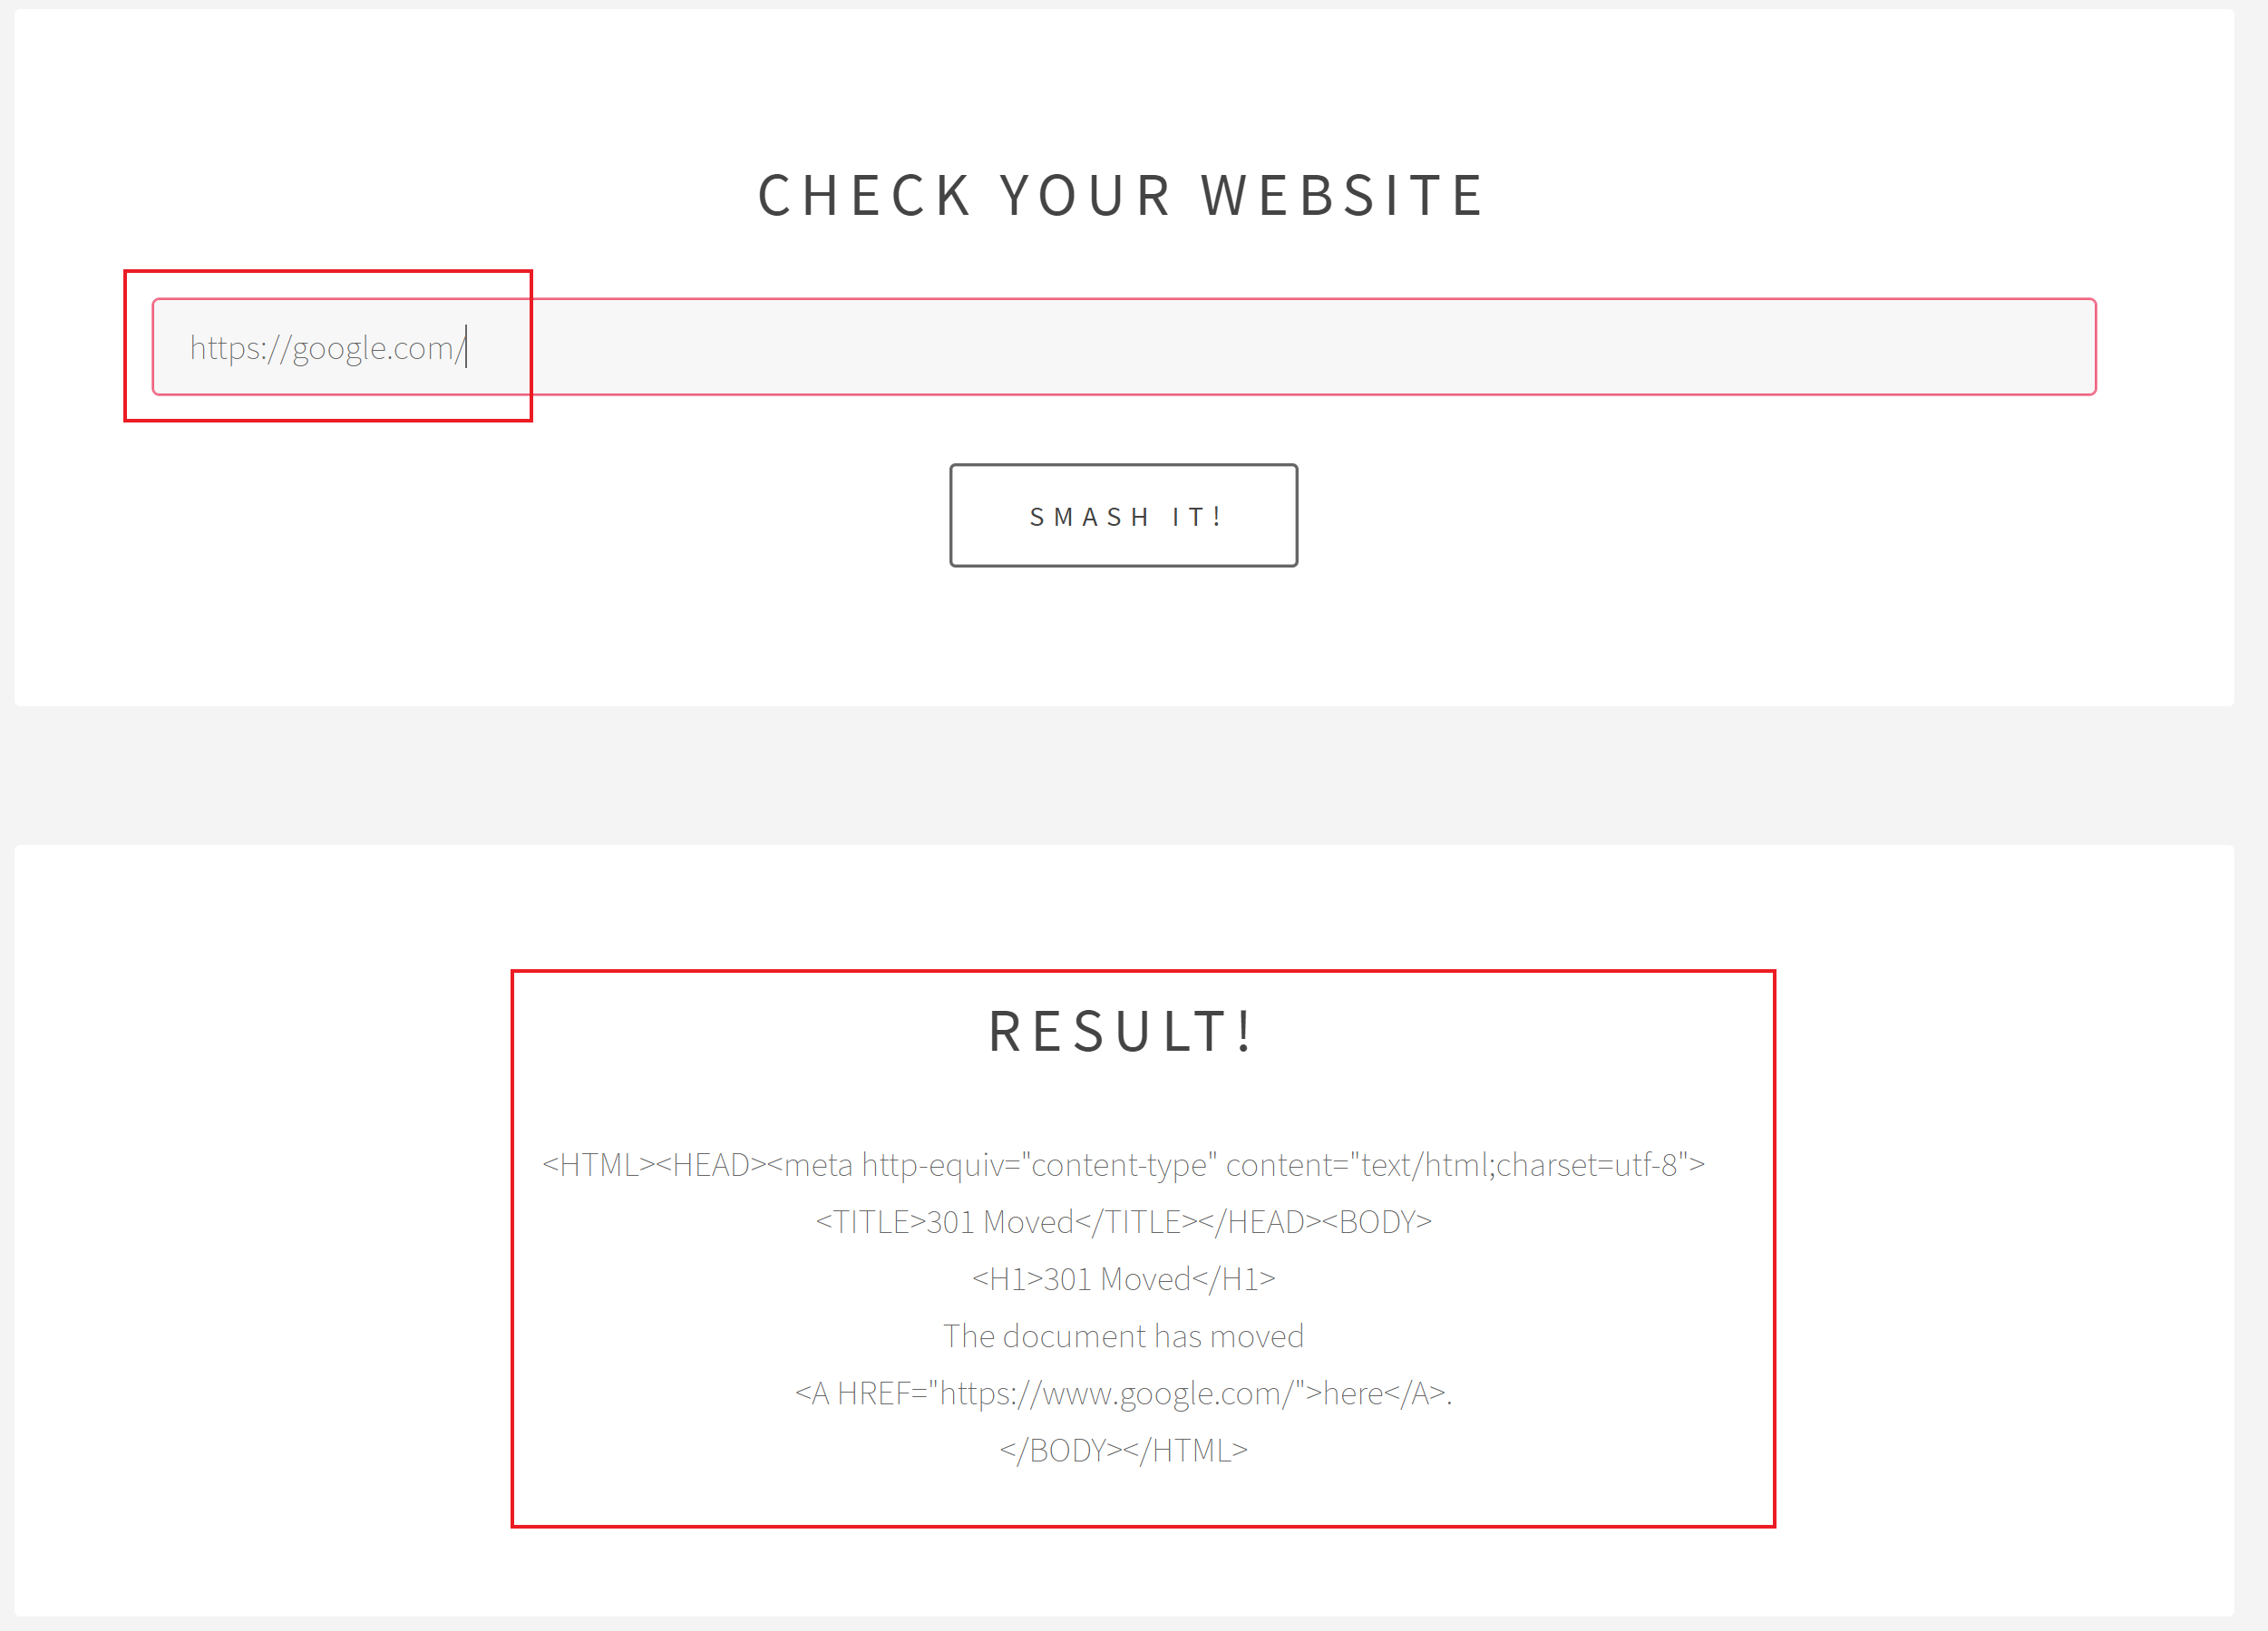 CHECK YOUR WEBSITE
https://google.com/
SMASH IT!
RESULT!
<HTML><HEAD><meta http-equiv="content-type" content="text/html;charset=utf-8">
<TITLE>301 Moved</TITLE></HEAD><BODY>
<H1>301 Moved</H1>
The document has moved
<A HREF="https://www.google.com/">here</A>.
</BODY></HTML>